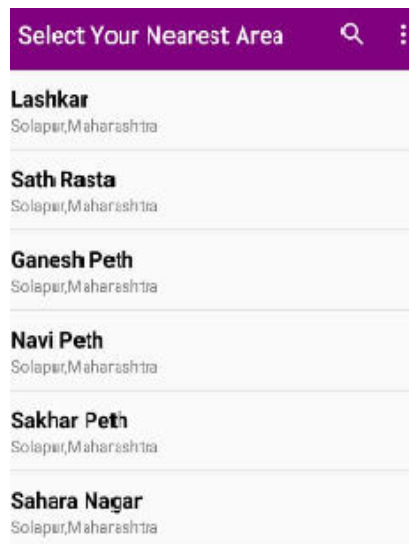 Select Your Nearest Area
Lashkar
Solapur,Maharashtra
Sath Rasta
Solapur,Maharashtra
Ganesh Peth
Solapur,Maharashtra
Navi Peth
Solapur,Maharashtra
Sakhar Peth
Solapur,Maharashtra
Sahara Nagar
Solapur,Maharashtra